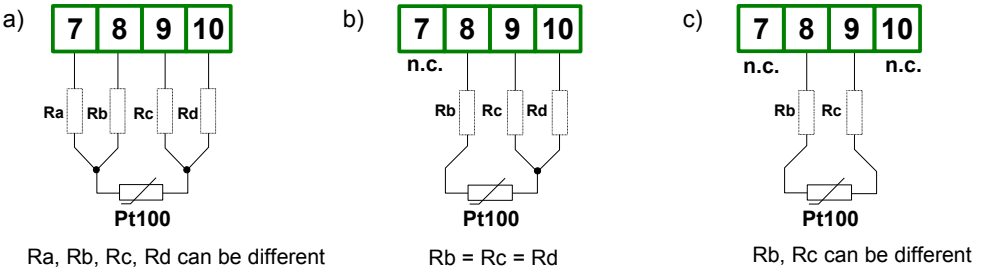 a)
7 8 9 10
Ra Rb Rc Rd
Pt100
Ra, Rb, Rc, Rd can be different
b)
7 8 9 10
n.c.
Rb Rc Rd
Pt100
Rb = Rc = Rd
c)
7 8 9 10
n.c. n.c.
Rb Rc
Pt100
Rb, Rc can be different